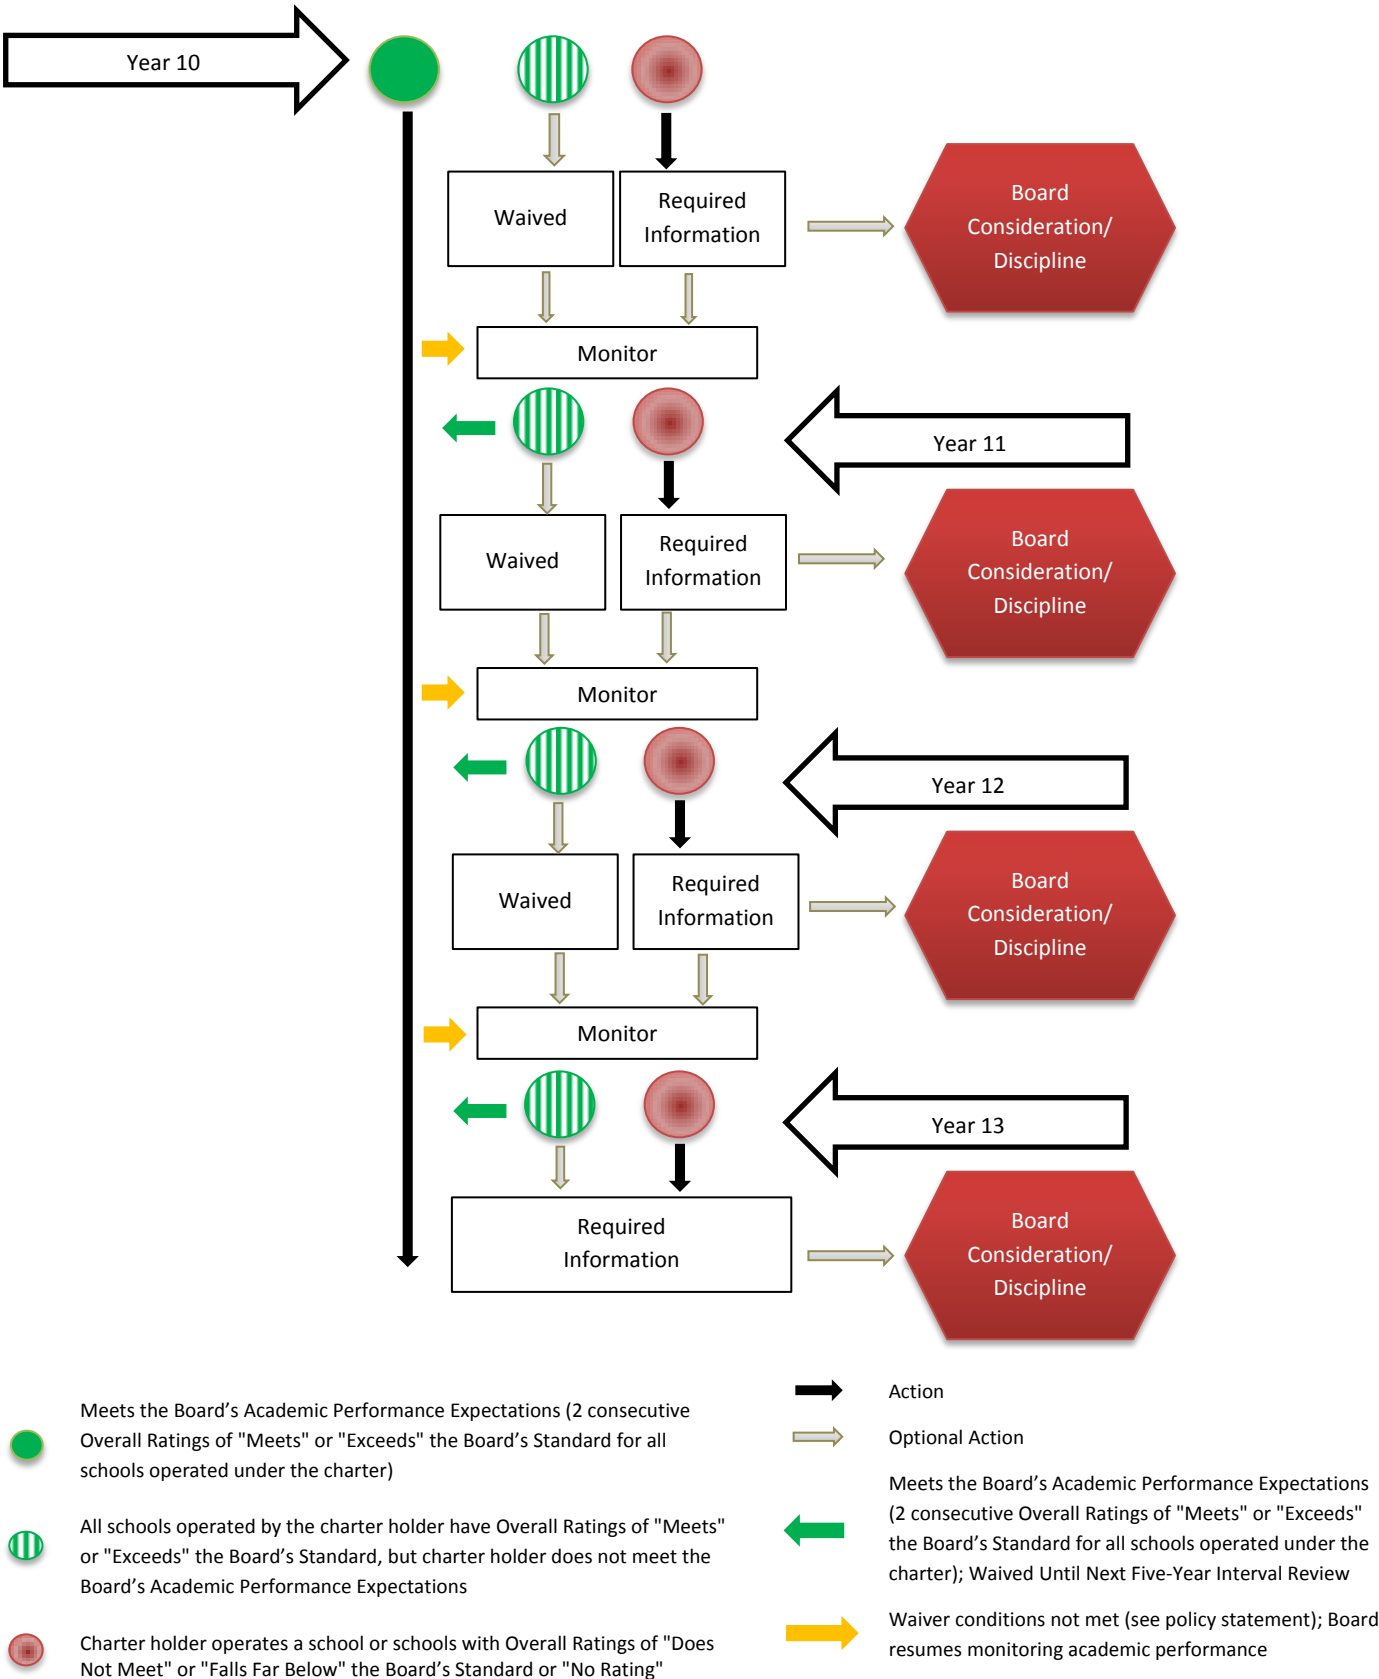 Year 10
Waived
Required
Information
Board
Consideration/
Discipline
Monitor
Year 11
Waived
Required
Information
Board
Consideration/
Discipline
Monitor
Year 12
Waived
Required
Information
Board
Consideration/
Discipline
Monitor
Year 13
Required
Information
Board
Consideration/
Discipline
Meets the Board’s Academic Performance Expectations (2 consecutive
Overall Ratings of "Meets" or "Exceeds" the Board’s Standard for all
schools operated under the charter)
All schools operated by the charter holder have Overall Ratings of "Meets"
or "Exceeds" the Board’s Standard, but charter holder does not meet the
Board’s Academic Performance Expectations
Charter holder operates a school or schools with Overall Ratings of "Does
Not Meet" or "Falls Far Below" the Board’s Standard or "No Rating"
Action
Optional Action
Meets the Board’s Academic Performance Expectations
(2 consecutive Overall Ratings of "Meets" or "Exceeds"
the Board’s Standard for all schools operated under the
charter); Waived Until Next Five-Year Interval Review
Waiver conditions not met (see policy statement); Board
resumes monitoring academic performance